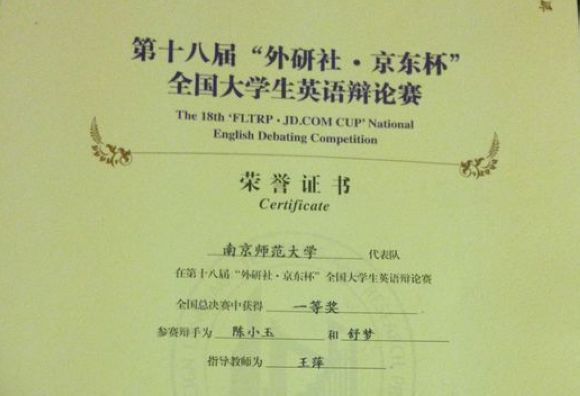 第十八届“外研社·京东杯”
全国大学生英语辩论赛
The 18th ‘FLTRP·JD.COM CUP’ National
English Debating Competition
荣誉证书
Certificate
南京师范大学 代表队
在第十八届“外研社·京东杯”全国大学生英语辩论赛
全国总决赛中获得 一等奖
参赛辩手为 陈小玉 和 舒梦
指导教师为 王萍